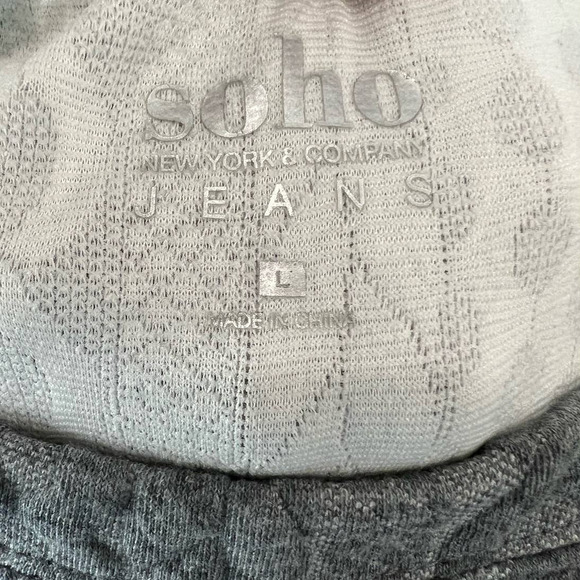 soho
NEW YORK & COMPANY
JEANS
L
MADE IN CHINA